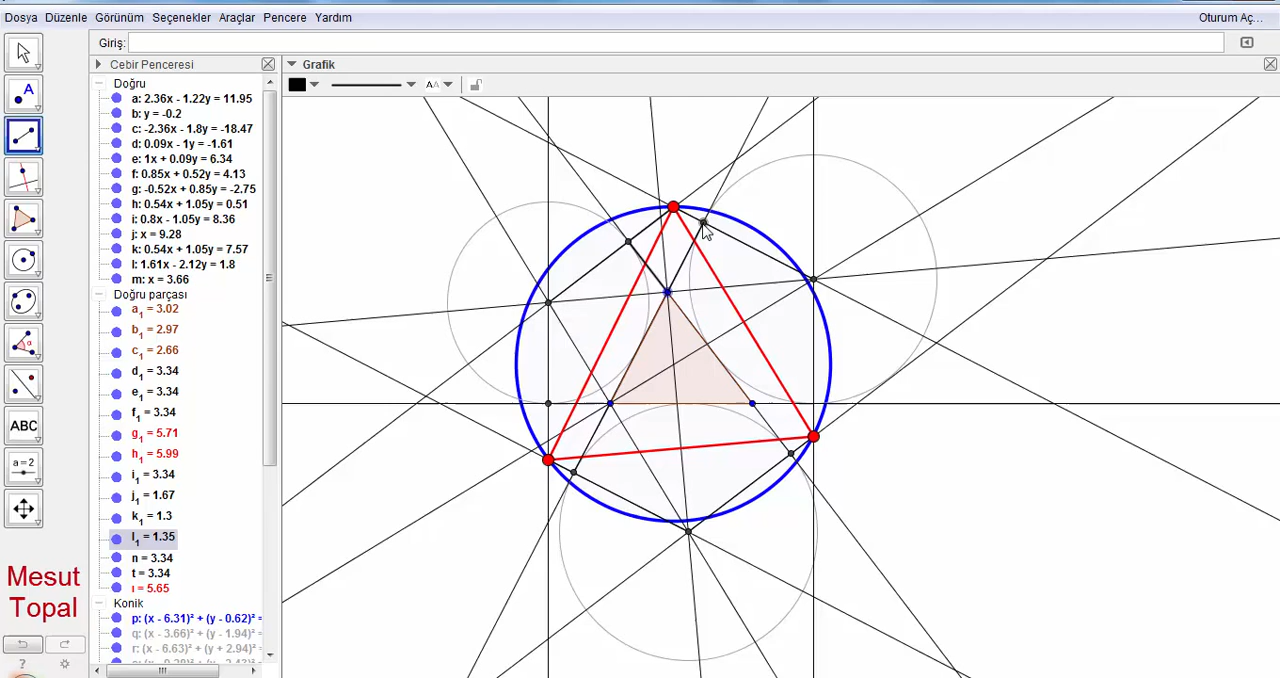 Dosya Düzenle Görünüm Seçenekler Araçlar Pencere Yardım Oturum Aç...
Giriş:
Cebir Penceresi
Grafik
Doğru
a: 2.36x - 1.22y = 11.95
b: y = -0.2
c: -2.36x - 1.8y = -18.47
d: 0.09x - 1y = -1.61
e: 1x + 0.09y = 6.34
f: 0.85x + 0.52y = 4.13
g: -0.52x + 0.85y = -2.75
h: 0.54x + 1.05y = 0.51
i: 0.8x - 1.05y = 8.36
j: x = 9.28
k: 0.54x + 1.05y = 7.57
l: 1.61x - 2.12y = 1.8
m: x = 3.66
Doğru parçası
a₁ = 3.02
b₁ = 2.97
c₁ = 2.66
d₁ = 3.34
e₁ = 3.34
f₁ = 3.34
g₁ = 5.71
h₁ = 5.99
i₁ = 3.34
j₁ = 1.67
k₁ = 1.3
l₁ = 1.35
n = 3.34
t = 3.34
ı = 5.65
Konik
p: (x - 6.31)² + (y - 0.62)² =
q: (x - 3.66)² + (y - 1.94)² =
r: (x - 6.63)² + (y + 2.94)² =
ABC
a = 2
Mesut
Topal
?